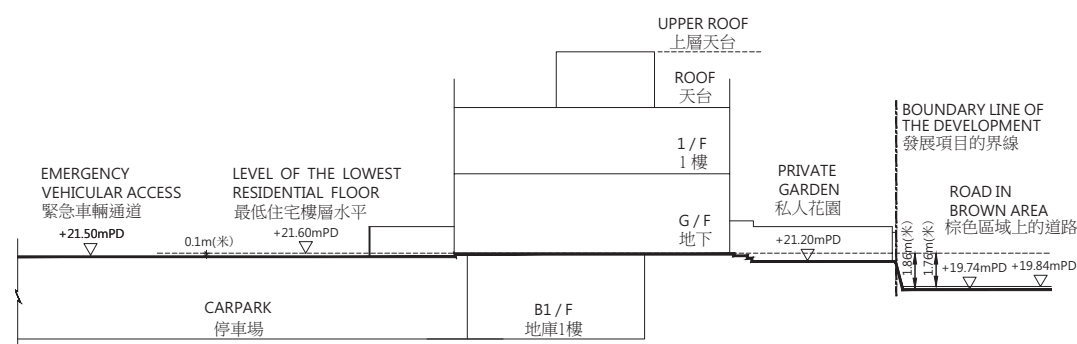 UPPER ROOF
上層天台
ROOF
天台
1 / F
1 樓
G / F
地下
EMERGENCY
VEHICULAR ACCESS
緊急車輛通道
+21.50mPD
0.1m(米)
LEVEL OF THE LOWEST
RESIDENTIAL FLOOR
最低住宅樓層水平
+21.60mPD
PRIVATE
GARDEN
私人花園
+21.20mPD
BOUNDARY LINE OF
THE DEVELOPMENT
發展項目的界線
ROAD IN
BROWN AREA
棕色區域上的道路
1.86m(米)
1.76m(米)
+19.74mPD
+19.84mPD
CARPARK
停車場
B1 / F
地庫1樓